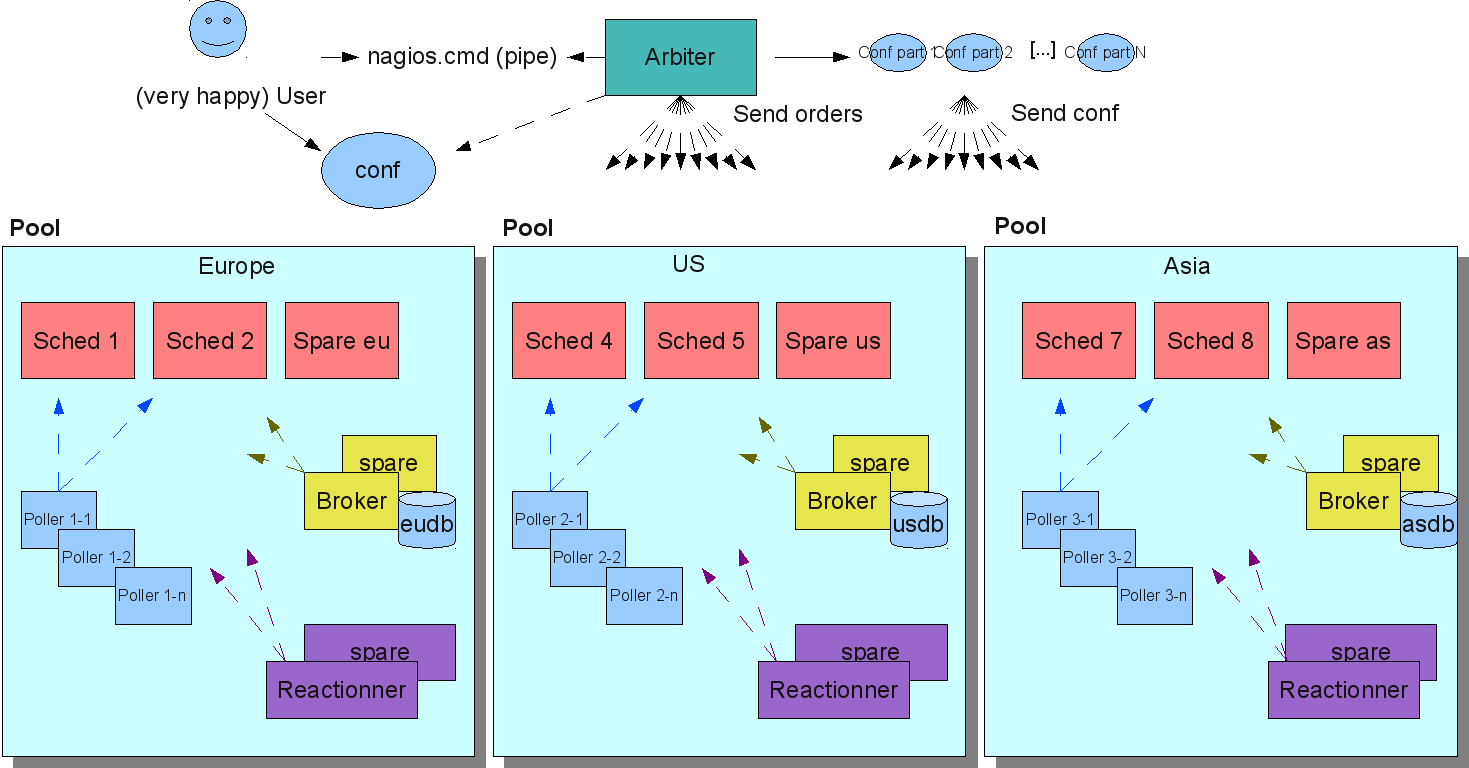 nagios.cmd (pipe)
Arbiter
Conf part 1
Conf part 2
[...]
Conf part N
(very happy) User
Send orders
Send conf
conf
Pool
Pool
Pool
Europe
Sched 1
Sched 2
Spare eu
spare
Broker
eudb
Poller 1-1
Poller 1-2
Poller 1-n
spare
Reactionner
US
Sched 4
Sched 5
Spare us
spare
Broker
usdb
Poller 2-1
Poller 2-2
Poller 2-n
spare
Reactionner
Asia
Sched 7
Sched 8
Spare as
spare
Broker
asdb
Poller 3-1
Poller 3-2
Poller 3-n
spare
Reactionner